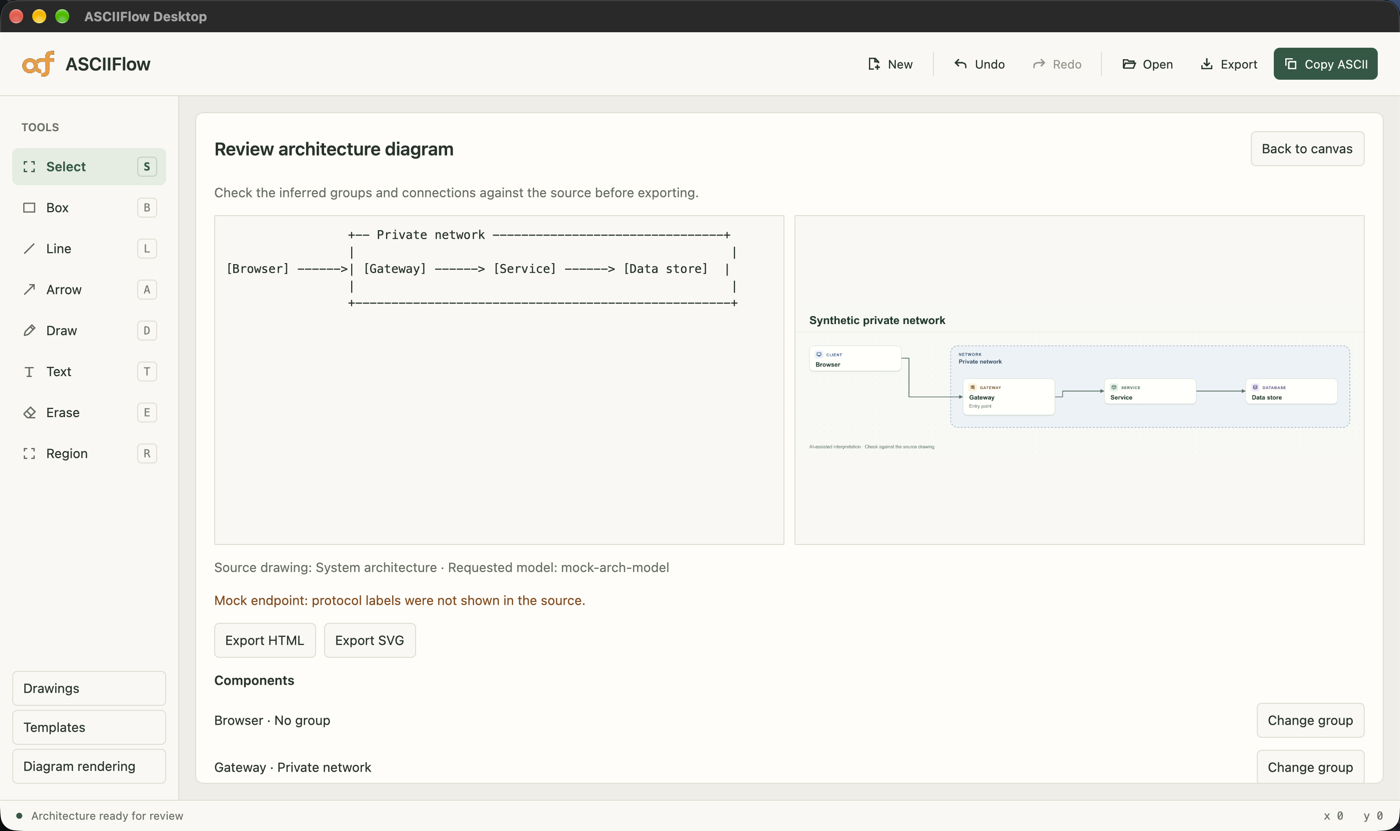 ASCIIFlow Desktop
ASCIIFlow
New
Undo
Redo
Open
Export
Copy ASCII
TOOLS
Select S
Box B
Line L
Arrow A
Draw D
Text T
Erase E
Region R
Drawings
Templates
Diagram rendering
Review architecture diagram
Back to canvas
Check the inferred groups and connections against the source before exporting.
+-- Private network ------------------------------+
|                                                 |
[Browser] ------>| [Gateway] ------> [Service] ------> [Data store]  |
|                                                 |
+-------------------------------------------------+
Synthetic private network
CLIENT
Browser
NETWORK
Private network
GATEWAY
Gateway
Entry point
SERVICE
Service
DATABASE
Data store
AI-assisted interpretation · Check against the source drawing
Source drawing: System architecture · Requested model: mock-arch-model
Mock endpoint: protocol labels were not shown in the source.
Export HTML
Export SVG
Components
Browser · No group
Change group
Gateway · Private network
Change group
Architecture ready for review
x 0 y 0